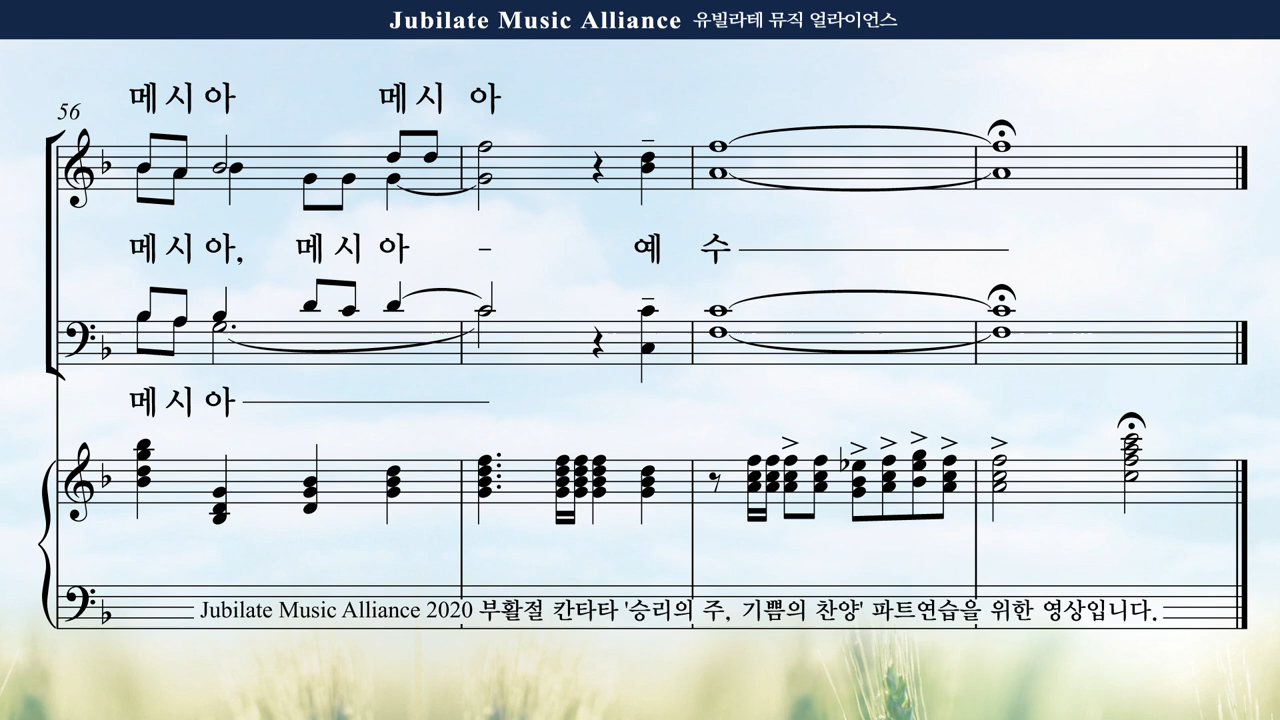 Jubilate Music Alliance 유빌라테 뮤직 얼라이언스
메 시 아 메 시 아
56
메 시 아, 메 시 아 - 예 수
메 시 아
Jubilate Music Alliance 2020 부활절 칸타타 '승리의 주, 기쁨의 찬양' 파트연습을 위한 영상입니다.